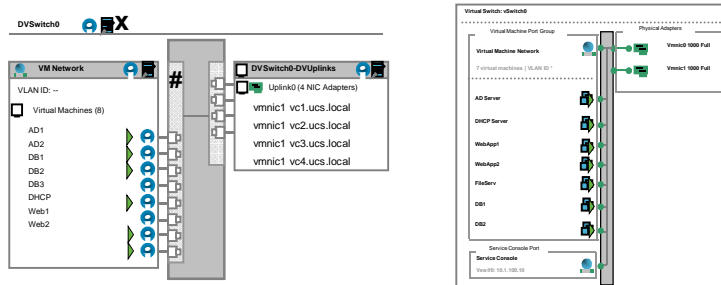 DVSwitch0
X
VM Network
VLAN ID: --
Virtual Machines (8)
AD1
AD2
DB1
DB2
DB3
DHCP
Web1
Web2
#
DVSwitch0-DVUplinks
Uplink0 (4 NIC Adapters)
vmnic1 vc1.ucs.local
vmnic1 vc2.ucs.local
vmnic1 vc3.ucs.local
vmnic1 vc4.ucs.local
Virtual Switch: vSwitch0
Virtual Machine Port Group
Virtual Machine Network
7 virtual machines | VLAN ID *
AD Server
DHCP Server
WebApp1
WebApp2
FileServ
DB1
DB2
Service Console Port
Service Console
Vswif0: 10.1.100.10
Physical Adapters
Vmnic0 1000 Full
Vmnic1 1000 Full